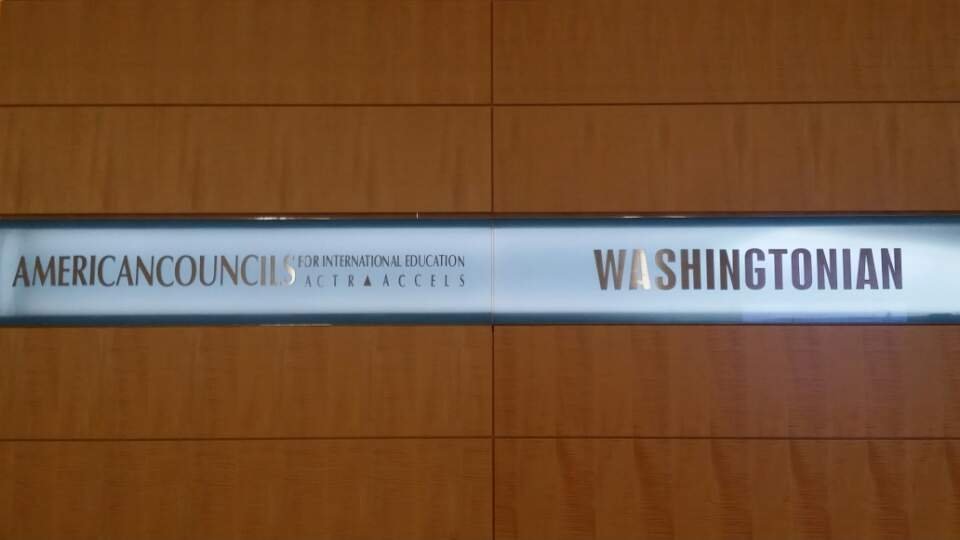 AMERICANCOUNCILS
FOR INTERNATIONAL EDUCATION
ACTR▲ACCELS
WASHINGTONIAN